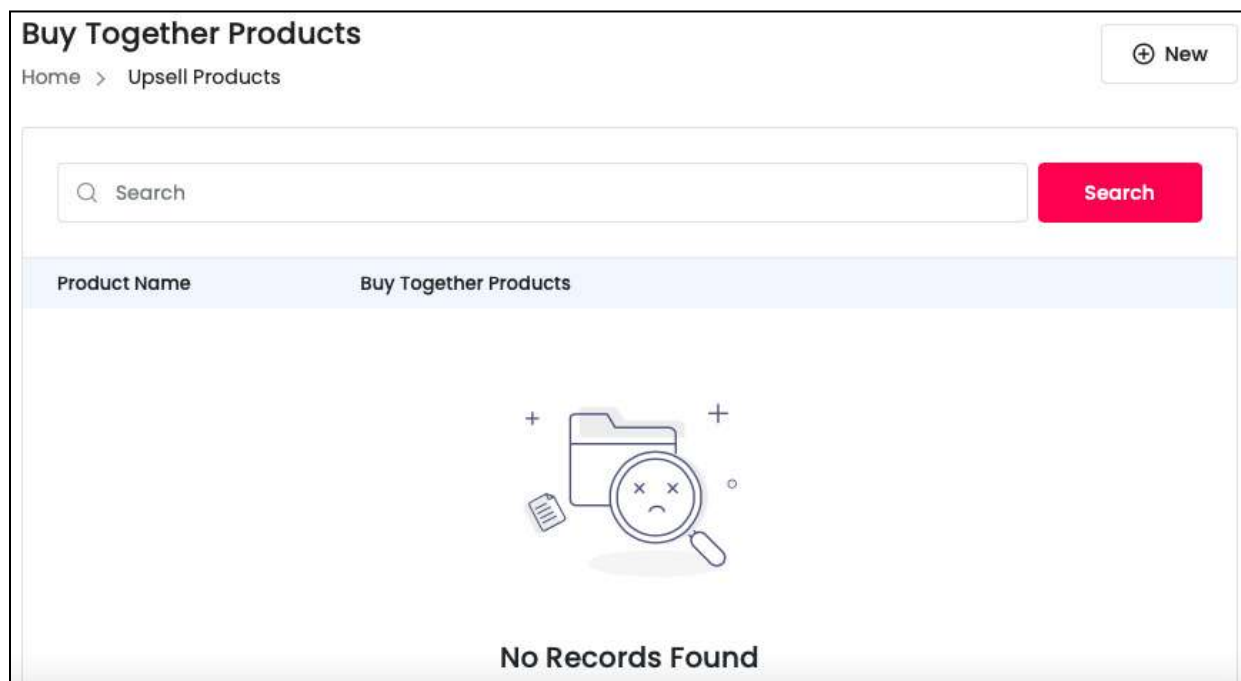 Buy Together Products
New
Home > Upsell Products
Search
Search
Product Name Buy Together Products
No Records Found